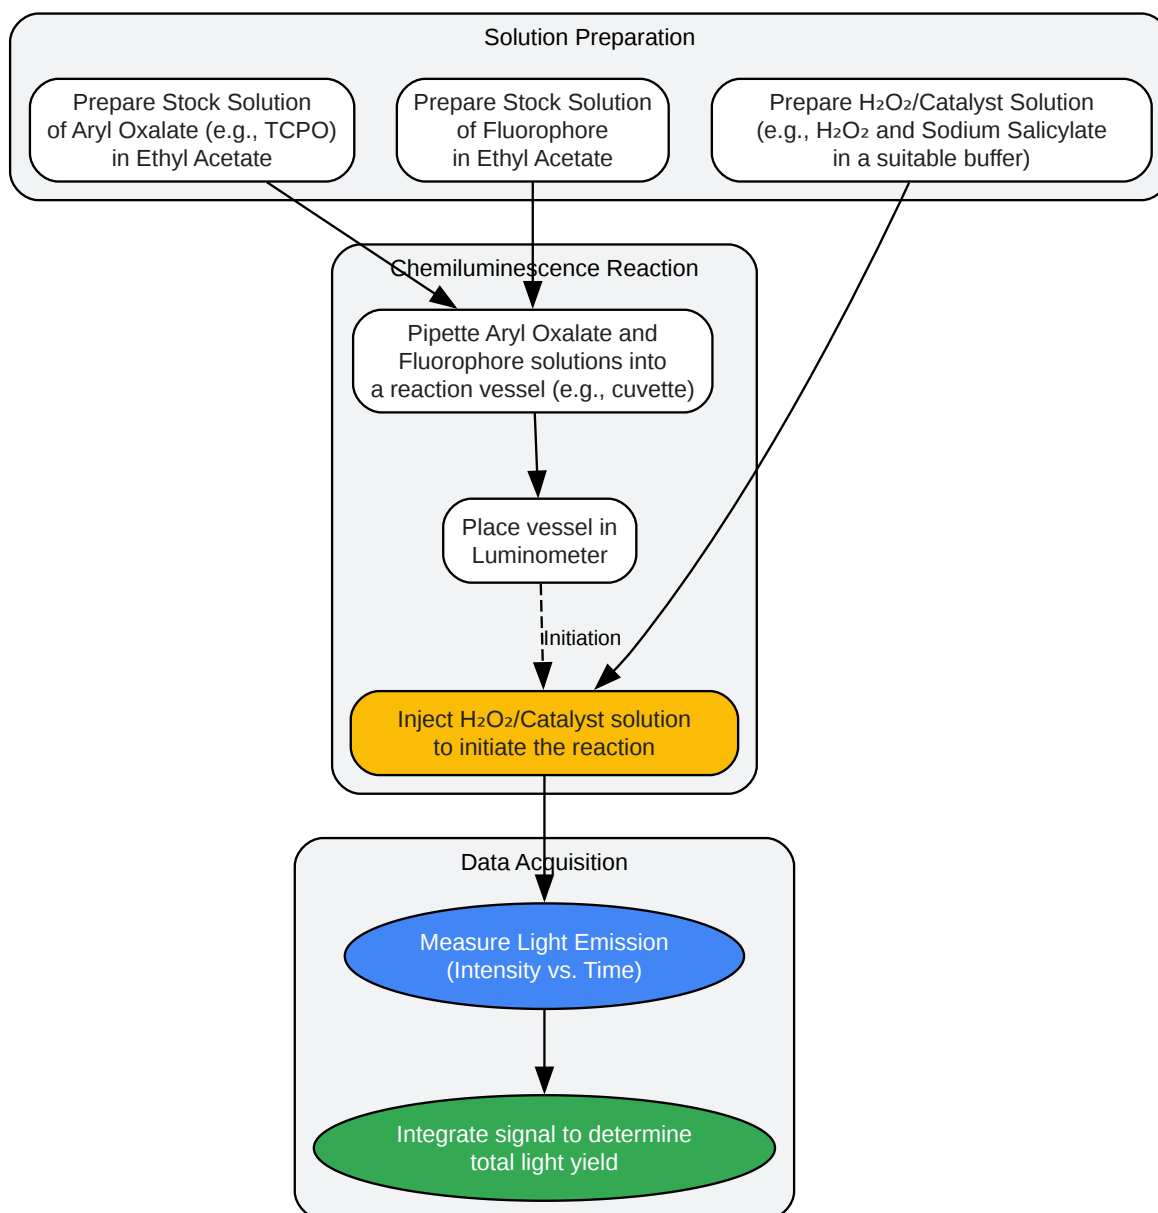 Solution Preparation
Prepare Stock Solution
of Aryl Oxalate (e.g., TCPO)
in Ethyl Acetate
Prepare Stock Solution
of Fluorophore
in Ethyl Acetate
Prepare H₂O₂/Catalyst Solution
(e.g., H₂O₂ and Sodium Salicylate
in a suitable buffer)
Chemiluminescence Reaction
Pipette Aryl Oxalate and
Fluorophore solutions into
a reaction vessel (e.g., cuvette)
Place vessel in
Luminometer
Initiation
Inject H₂O₂/Catalyst solution
to initiate the reaction
Data Acquisition
Measure Light Emission
(Intensity vs. Time)
Integrate signal to determine
total light yield